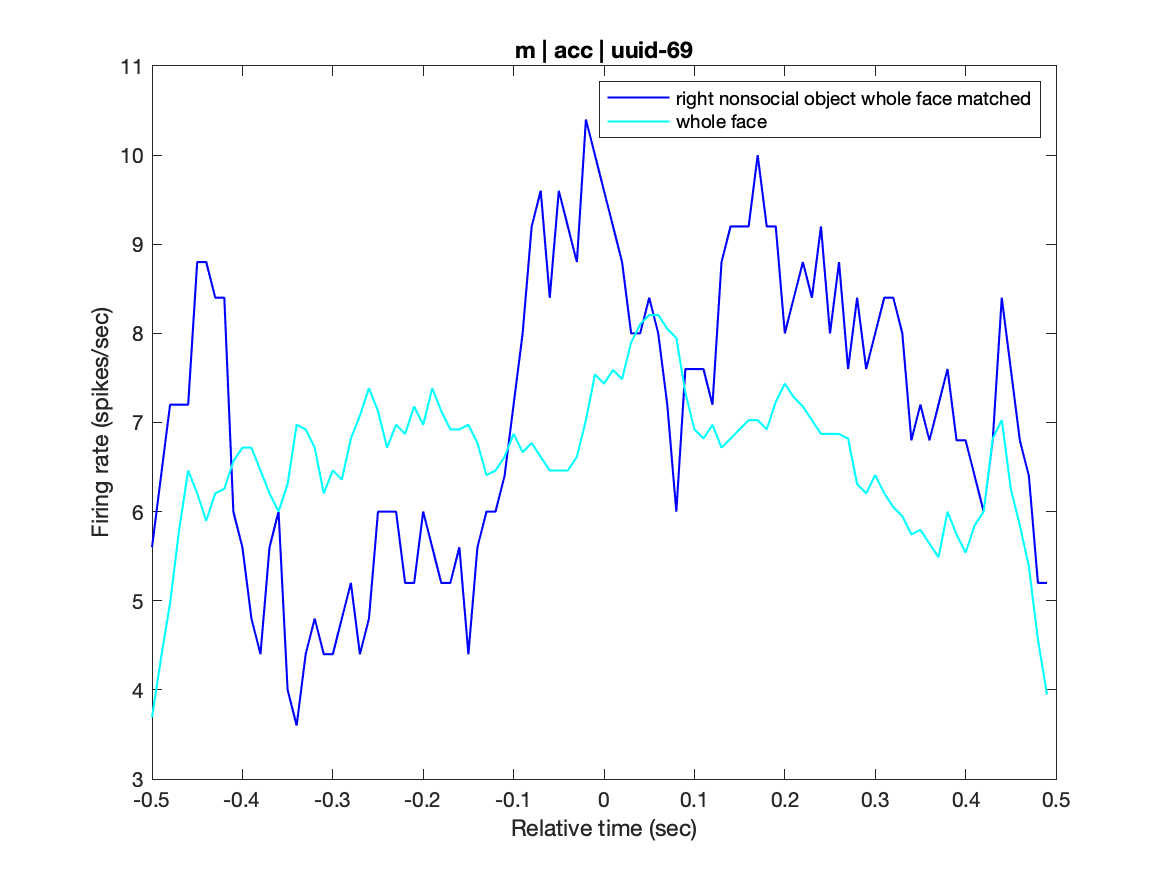 m | acc | uuid-69
right nonsocial object whole face matched
whole face
Firing rate (spikes/sec)
11
10
9
8
7
6
5
4
3
-0.5 -0.4 -0.3 -0.2 -0.1 0 0.1 0.2 0.3 0.4 0.5
Relative time (sec)